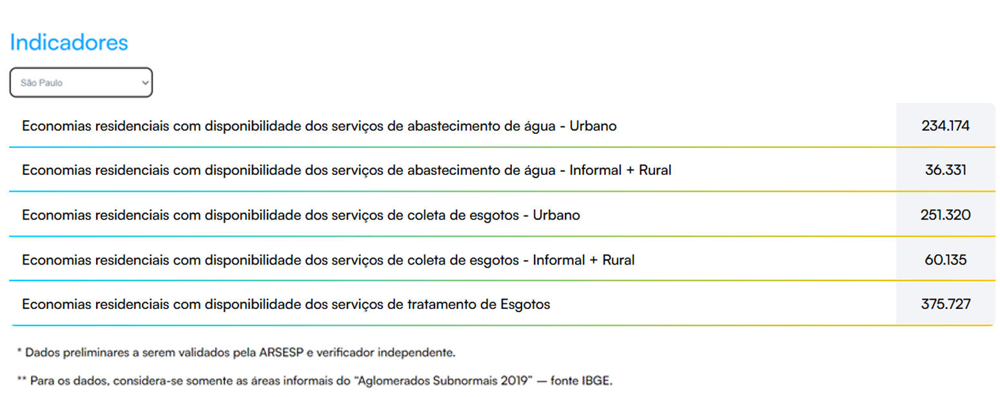 Indicadores
São Paulo
Economias residenciais com disponibilidade dos serviços de abastecimento de água - Urbano 234.174
Economias residenciais com disponibilidade dos serviços de abastecimento de água - Informal + Rural 36.331
Economias residenciais com disponibilidade dos serviços de coleta de esgotos - Urbano 251.320
Economias residenciais com disponibilidade dos serviços de coleta de esgotos - Informal + Rural 60.135
Economias residenciais com disponibilidade dos serviços de tratamento de Esgotos 375.727
* Dados preliminares a serem validados pela ARSESP e verificador independente.
** Para os dados, considera-se somente as áreas informais do “Aglomerados Subnormais 2019” — fonte IBGE.